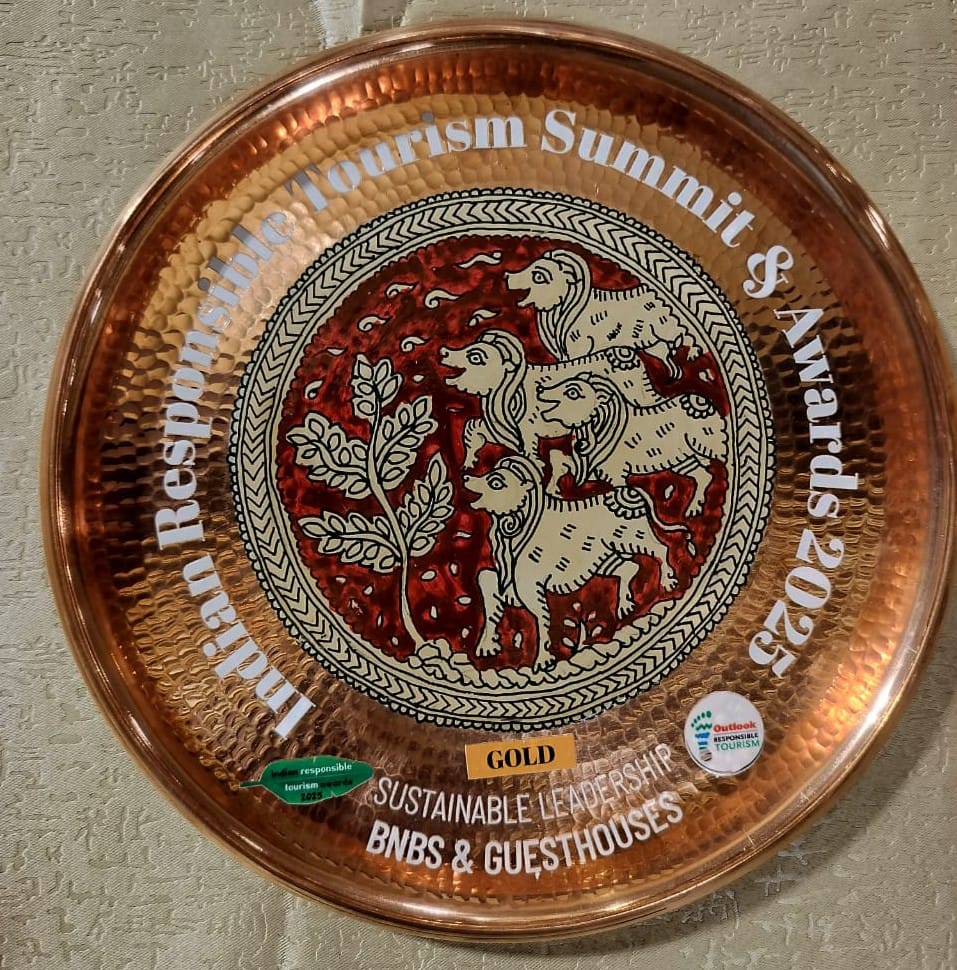 Indian Responsible Tourism Summit & Awards 2025
GOLD
SUSTAINABLE LEADERSHIP
BNBS & GUESTHOUSES
indian responsible
tourism awards
2025
Outlook
RESPONSIBLE
TOURISM